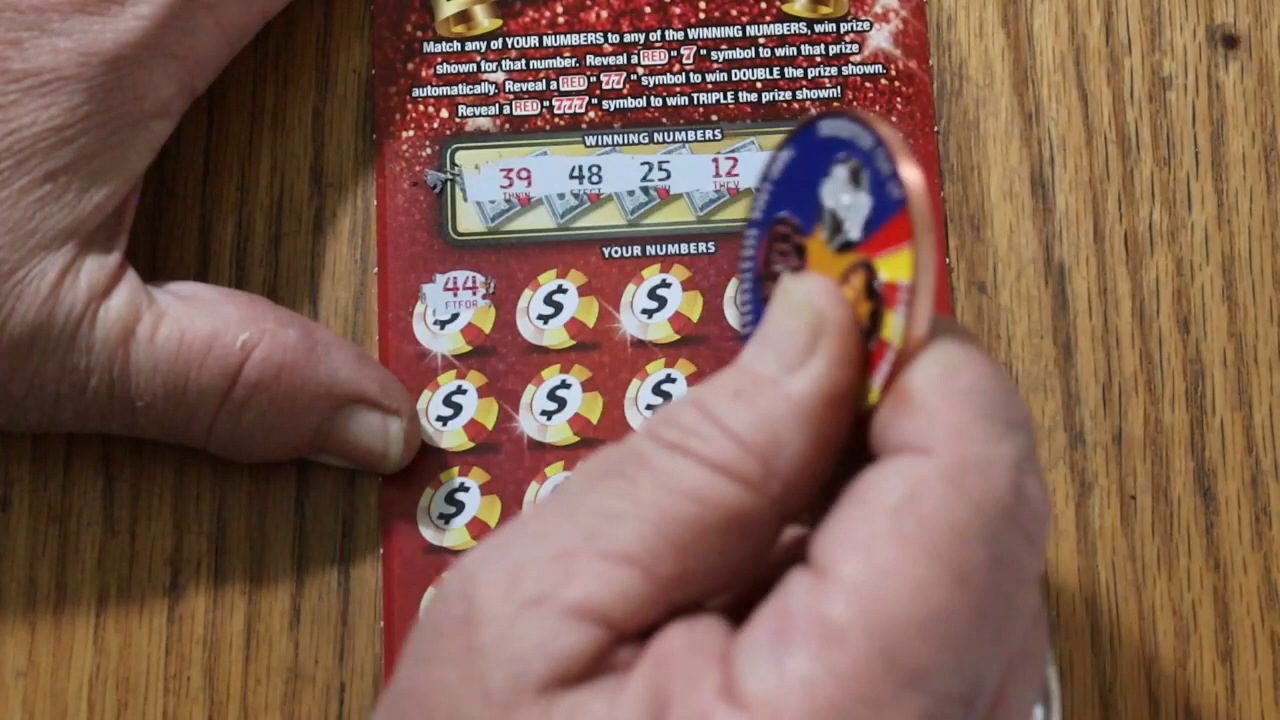 Match any of YOUR NUMBERS to any of the WINNING NUMBERS, win prize
shown for that number. Reveal a RED "7" symbol to win that prize
automatically. Reveal a RED "77" symbol to win DOUBLE the prize shown.
Reveal a RED "777" symbol to win TRIPLE the prize shown!
WINNING NUMBERS
39 48 25 12
THNIN
YOUR NUMBERS
44 $ $
FTFOR
$ $ $
$